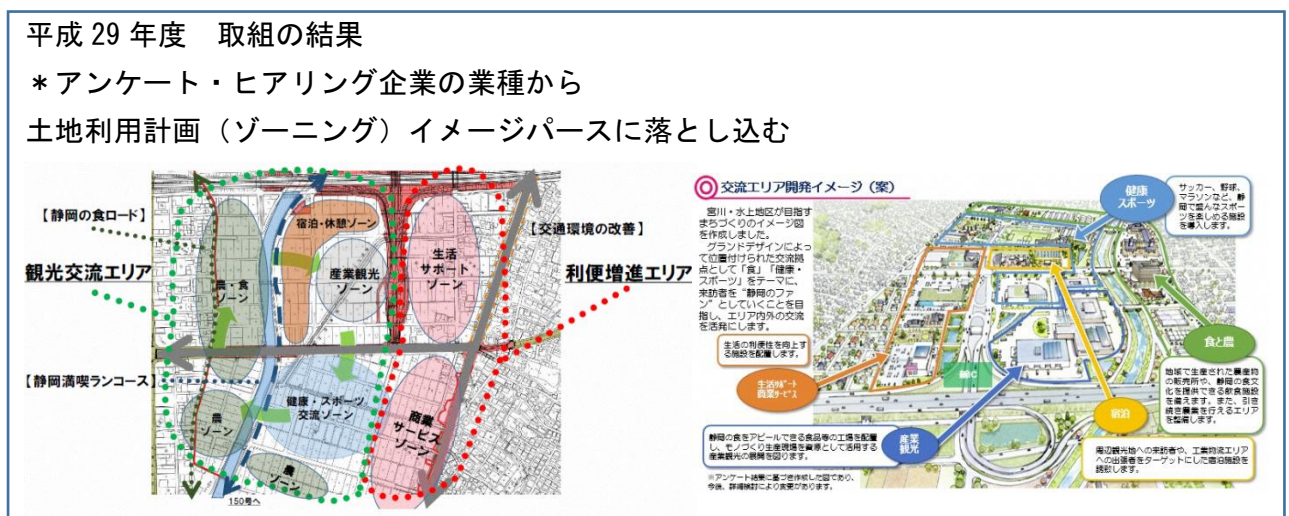 平成 29 年度　取組の結果
＊アンケート・ヒアリング企業の業種から
土地利用計画（ゾーニング）イメージパースに落とし込む
【静岡の食ロード】
観光交流エリア
【静岡満喫ランコース】
宿泊・休憩ゾーン
農・食
ゾーン
産業観光
ゾーン
生活
サポート
ゾーン
健康・スポーツ
交流ゾーン
商業
サービス
ゾーン
農
ゾーン
農
ゾーン
150号へ
【交通環境の改善】
利便増進エリア
交流エリア開発イメージ（案）
宮川・水上地区が目指す
まちづくりのイメージ図
を作成しました。
グランドデザインによっ
て位置付けられた交流拠
点として「食」「健康・
スポーツ」をテーマに、
来訪者を“静岡のファ
ン”としていくことを目
指し、エリア内外の交流
を活発にします。
健康
スポーツ
サッカー、野球、
マラソンなど、静
岡で盛んなスポー
ツを楽しめる施設
を導入します。
生活の利便性を向上す
る施設を配置します。
生活サポート
商業サービス
食と農
地域で生産された農産物
の販売所や、静岡の食文
化を提供できる飲食施設
を備えます。また、引き
続き農業を行えるエリア
を整備します。
宿泊
周辺観光地への来訪者や、工業物流エリア
への出張者をターゲットにした宿泊施設を
誘致します。
産業
観光
静岡の食をアピールできる食品等の工場を配置
し、モノづくり生産現場を資源として活用する
産業観光の展開を図ります。
※アンケート結果に基づき作成した図であり、
今後、詳細検討により変更があります。